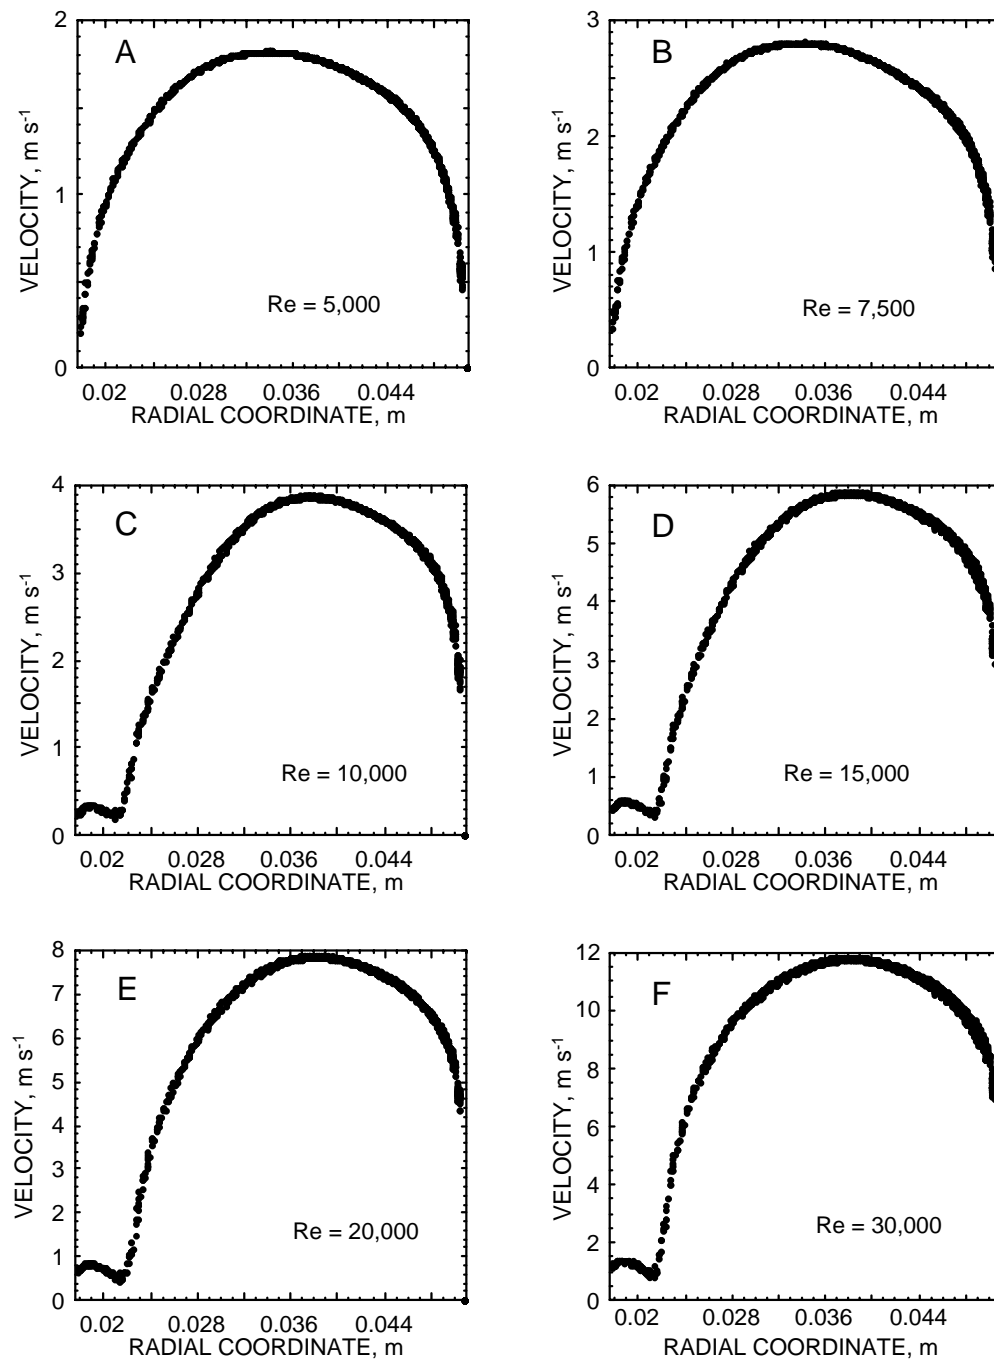 A
VELOCITY, m s-1
2
1
0
Re = 5,000
0.02 0.028 0.036 0.044
RADIAL COORDINATE, m
B
VELOCITY, m s-1
3
2
1
0
Re = 7,500
0.02 0.028 0.036 0.044
RADIAL COORDINATE, m
C
VELOCITY, m s-1
4
3
2
1
0
Re = 10,000
0.02 0.028 0.036 0.044
RADIAL COORDINATE, m
D
VELOCITY, m s-1
6
5
4
3
2
1
0
Re = 15,000
0.02 0.028 0.036 0.044
RADIAL COORDINATE, m
E
VELOCITY, m s-1
8
7
6
5
4
3
2
1
0
Re = 20,000
0.02 0.028 0.036 0.044
RADIAL COORDINATE, m
F
VELOCITY, m s-1
12
10
8
6
4
2
0
Re = 30,000
0.02 0.028 0.036 0.044
RADIAL COORDINATE, m